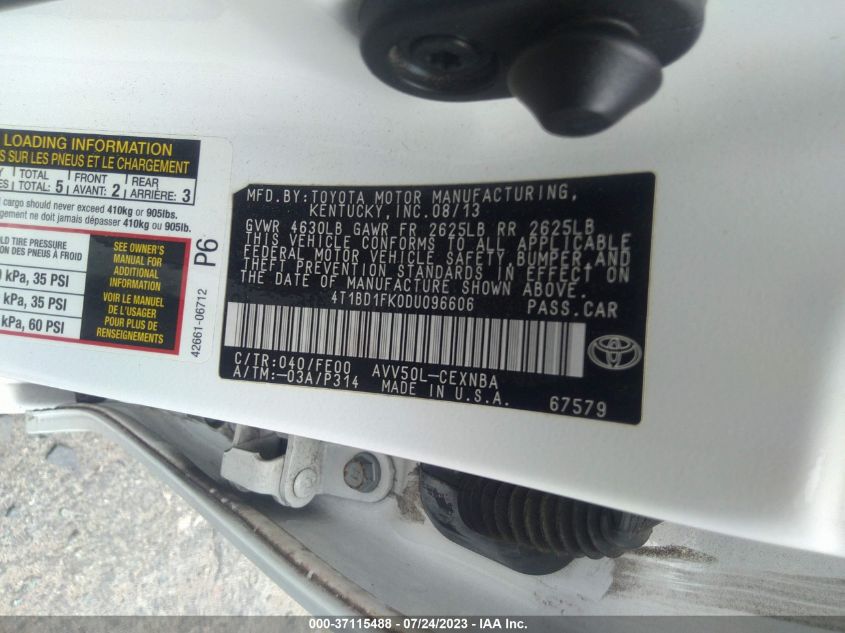 LOADING INFORMATION
S SUR LES PNEUS ET LE CHARGEMENT
TOTAL FRONT REAR
TOTAL: 5 AVANT: 2 ARRIÈRE: 3
cargo should never exceed 410kg or 905lbs.
ne doit jamais dépasser 410kg ou 905lb.
LD TIRE PRESSURE
ON DES PNEUS À FROID
kPa, 35 PSI
kPa, 35 PSI
kPa, 60 PSI
SEE OWNER'S
MANUAL FOR
ADDITIONAL
INFORMATION
VOIR LE MANUEL
DE L'USAGER
POUR PLUS DE
RENSEIGNEMENTS
P6
42661-06712
MFD.BY:TOYOTA MOTOR MANUFACTURING,
KENTUCKY, INC.08/13
GVWR 4630LB GAWR FR 2625LB RR 2625LB
THIS VEHICLE CONFORMS TO ALL APPLICABLE
FEDERAL MOTOR VEHICLE SAFETY, BUMPER, AND
THEFT PREVENTION STANDARDS IN EFFECT ON
THE DATE OF MANUFACTURE SHOWN ABOVE.
4T1BD1FK0DU096606 PASS.CAR
C/TR:040/FE00 AVV50L-CEXNBA
A/TM:-03A/P314 MADE IN U.S.A.
67579
TOYOTA
000-37115488 - 07/24/2023 - IAA Inc.